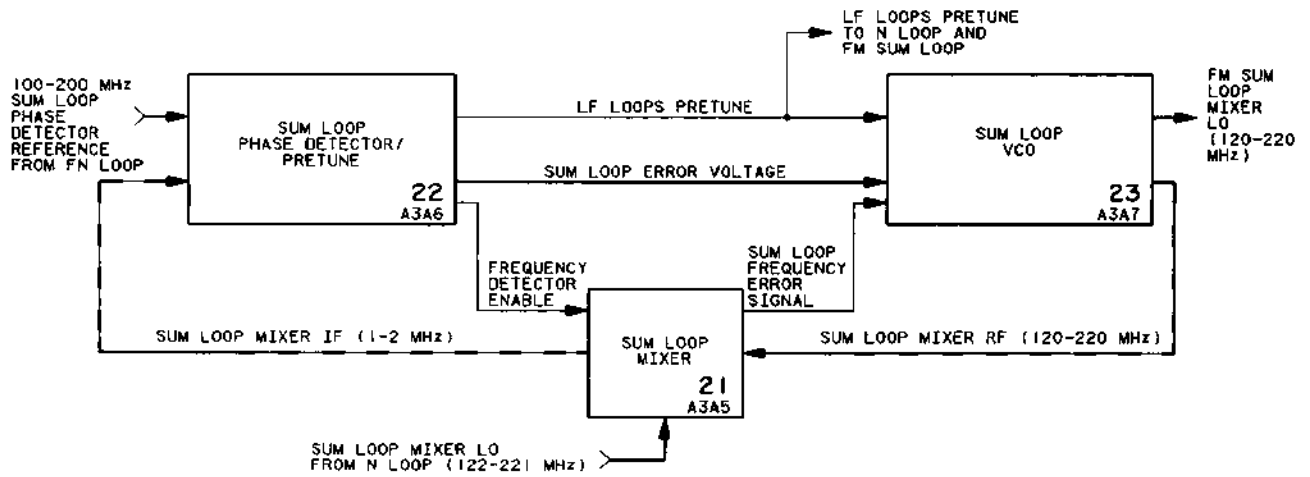 LF LOOPS PRETUNE
TO N LOOP AND
FM SUM LOOP
100-200 MHz
SUM LOOP
PHASE
DETECTOR
REFERENCE
FROM FN LOOP
SUM LOOP
PHASE DETECTOR/
PRETUNE
22
A3A6
LF LOOPS PRETUNE
SUM LOOP ERROR VOLTAGE
SUM LOOP
VCO
23
A3A7
FM SUM
LOOP
MIXER
LO
(120-220
MHz)
FREQUENCY
DETECTOR
ENABLE
SUM LOOP
FREQUENCY
ERROR
SIGNAL
SUM LOOP MIXER IF (1-2 MHz)
SUM LOOP
MIXER
21
A3A5
SUM LOOP MIXER RF (120-220 MHz)
SUM LOOP MIXER LO
FROM N LOOP (122-221 MHz)